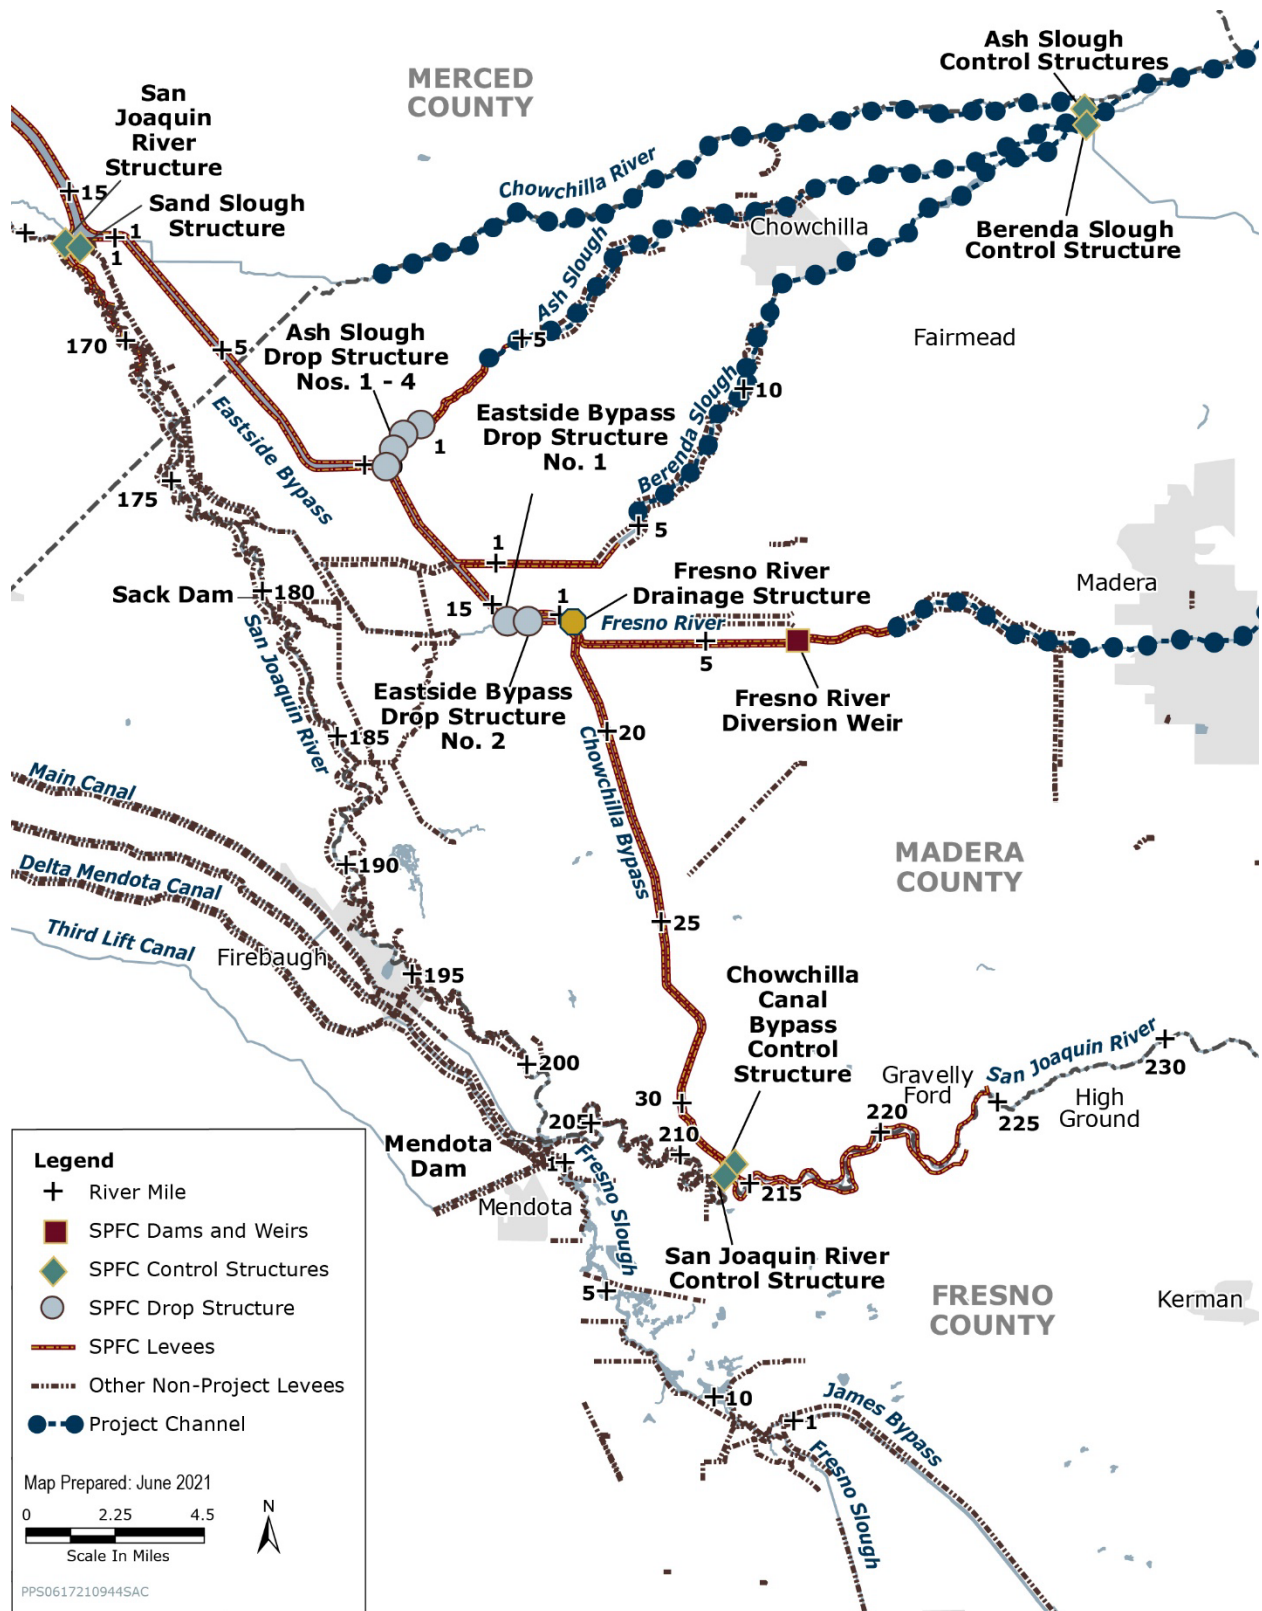 MERCED
COUNTY
Ash Slough
Control Structures
San
Joaquin
River
Structure
15
Sand Slough
Structure
1
1
Chowchilla River
Chowchilla
Berenda Slough
Control Structure
170
5
Ash Slough
Drop Structure
Nos. 1 - 4
Ash Slough
5
Fairmead
Eastside Bypass
1
Eastside Bypass
Drop Structure
No. 1
Berenda Slough
10
175
5
1
Sack Dam
180
15
1
Fresno River
Drainage Structure
Fresno River
5
Madera
San Joaquin River
Eastside Bypass
Drop Structure
No. 2
Fresno River
Diversion Weir
185
20
Chowchilla Bypass
Main Canal
190
Delta Mendota Canal
MADERA
COUNTY
25
Third Lift Canal
Firebaugh
195
Chowchilla
Canal
Bypass
Control
Structure
200
30
San Joaquin River
230
Gravelly
Ford
220
225
High
Ground
205
210
215
Mendota
Dam
1
Fresno Slough
Mendota
San Joaquin River
Control Structure
5
FRESNO
COUNTY
Kerman
10
1
James Bypass
Fresno Slough
Legend
River Mile
SPFC Dams and Weirs
SPFC Control Structures
SPFC Drop Structure
SPFC Levees
Other Non-Project Levees
Project Channel
Map Prepared: June 2021
0 2.25 4.5
Scale In Miles
N
PPS0617210944SAC